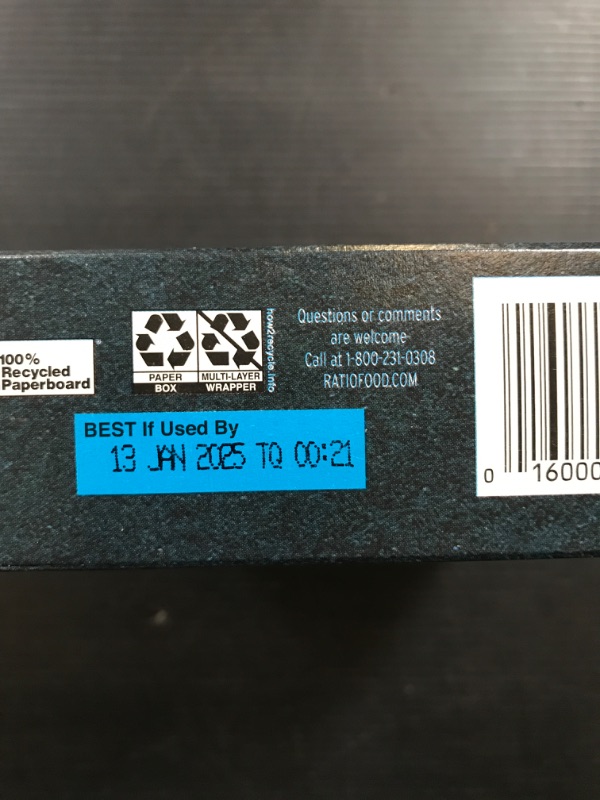 100%
Recycled
Paperboard
PAPER
BOX
MULTI-LAYER
WRAPPER
how2recycle.info
Questions or comments
are welcome
Call at 1-800-231-0308
RATIOFOOD.COM
BEST If Used By
13 JAN 2025 TQ 00:21
0 16000